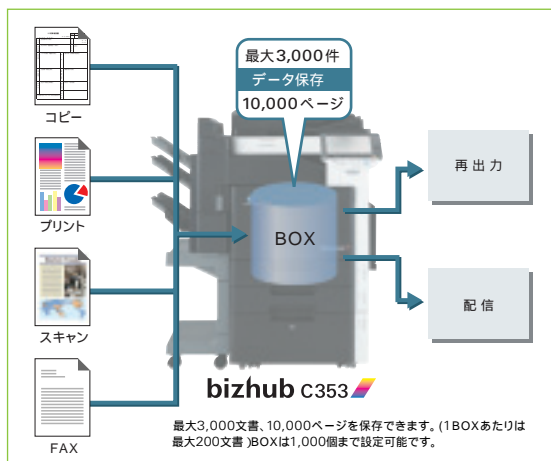 最大3,000件
データ保存
10,000ページ
コピー
プリント
スキャン
FAX
BOX
再出力
配信
bizhub C353
最大3,000文書、10,000ページを保存できます。(1BOXあたりは
最大200文書)BOXは1,000個まで設定可能です。